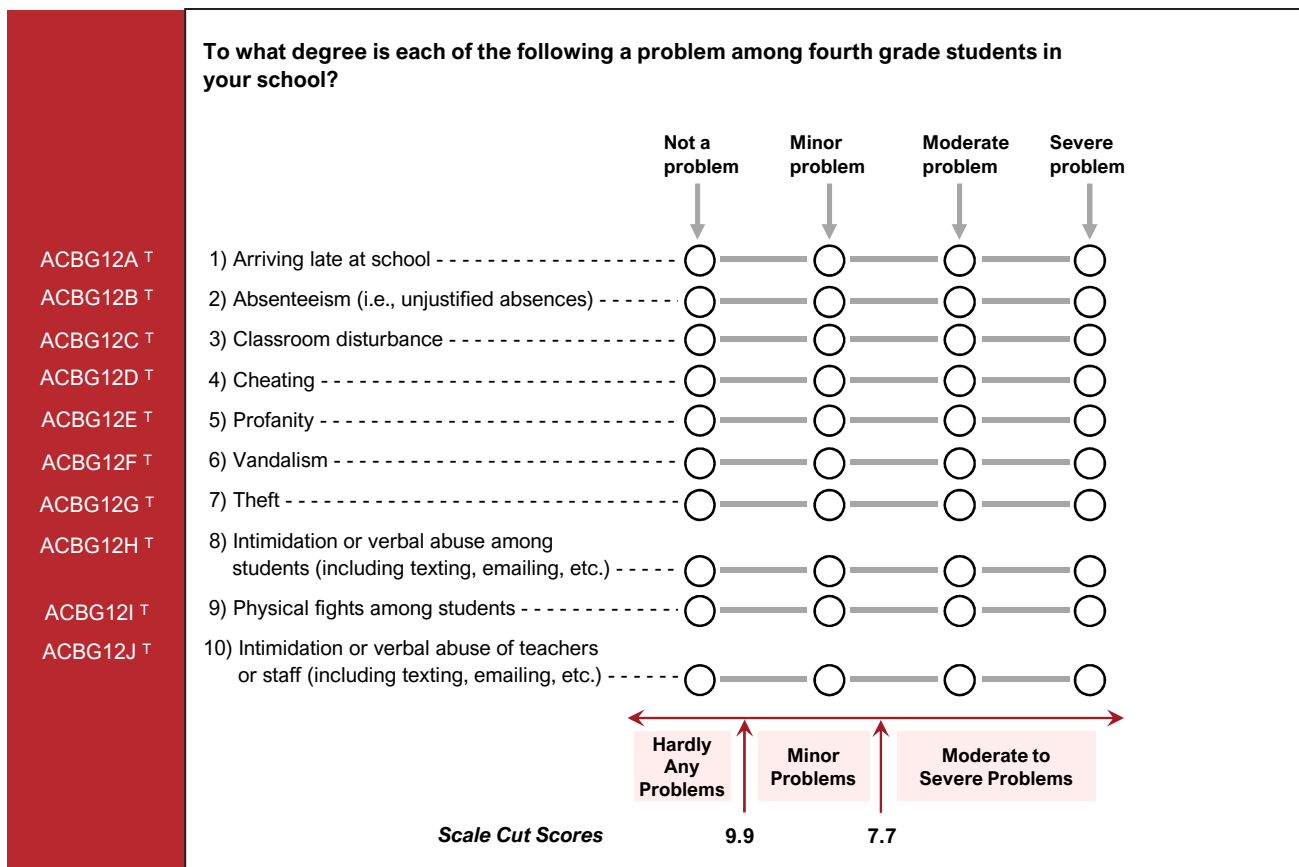 To what degree is each of the following a problem among fourth grade students in
your school?
Not a problem
Minor problem
Moderate problem
Severe problem
ACBG12A ᵀ 1) Arriving late at school - - - - - - - - - - - - - - - - - - - - - - - - -
ACBG12B ᵀ 2) Absenteeism (i.e., unjustified absences) - - - - - - - -
ACBG12C ᵀ 3) Classroom disturbance - - - - - - - - - - - - - - - - - - - - - - - -
ACBG12D ᵀ 4) Cheating - - - - - - - - - - - - - - - - - - - - - - - - - - - - - - - - - - -
ACBG12E ᵀ 5) Profanity - - - - - - - - - - - - - - - - - - - - - - - - - - - - - - - - - - -
ACBG12F ᵀ 6) Vandalism - - - - - - - - - - - - - - - - - - - - - - - - - - - - - - - - - -
ACBG12G ᵀ 7) Theft - - - - - - - - - - - - - - - - - - - - - - - - - - - - - - - - - - - - - -
ACBG12H ᵀ 8) Intimidation or verbal abuse among
students (including texting, emailing, etc.) - - - - - -
ACBG12I ᵀ 9) Physical fights among students - - - - - - - - - - - - - - - -
ACBG12J ᵀ 10) Intimidation or verbal abuse of teachers
or staff (including texting, emailing, etc.) - - - - - - -
Hardly Any Problems
Minor Problems
Moderate to Severe Problems
Scale Cut Scores 9.9 7.7